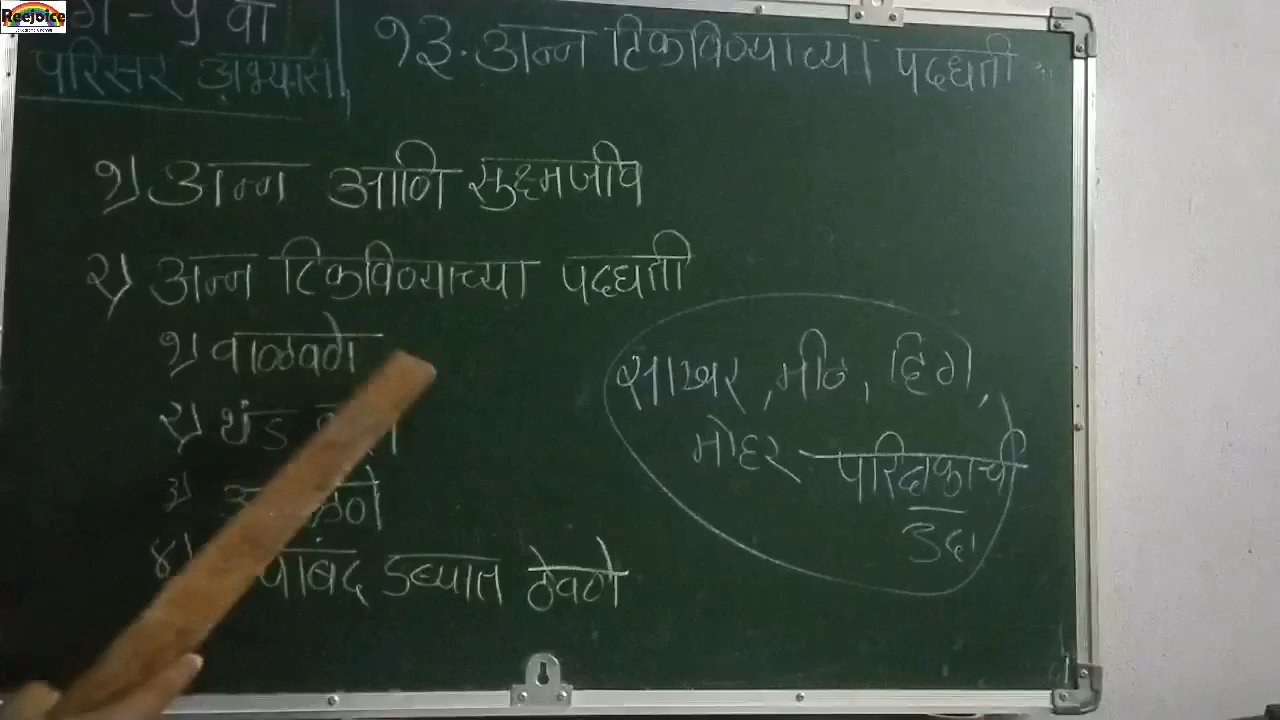 Reejoice
५ वी
परिसर अभ्यास
१३. अन्न टिकविण्याच्या पद्धती
१) अन्न आणि सुक्ष्मजीव
२) अन्न टिकविण्याच्या पद्धती
१) वाळवणे
२) थंड
३)
४) डब्यात ठेवणे
साखर, मीठ, हिंग,
मोहर परिरक्षकाची
उदा